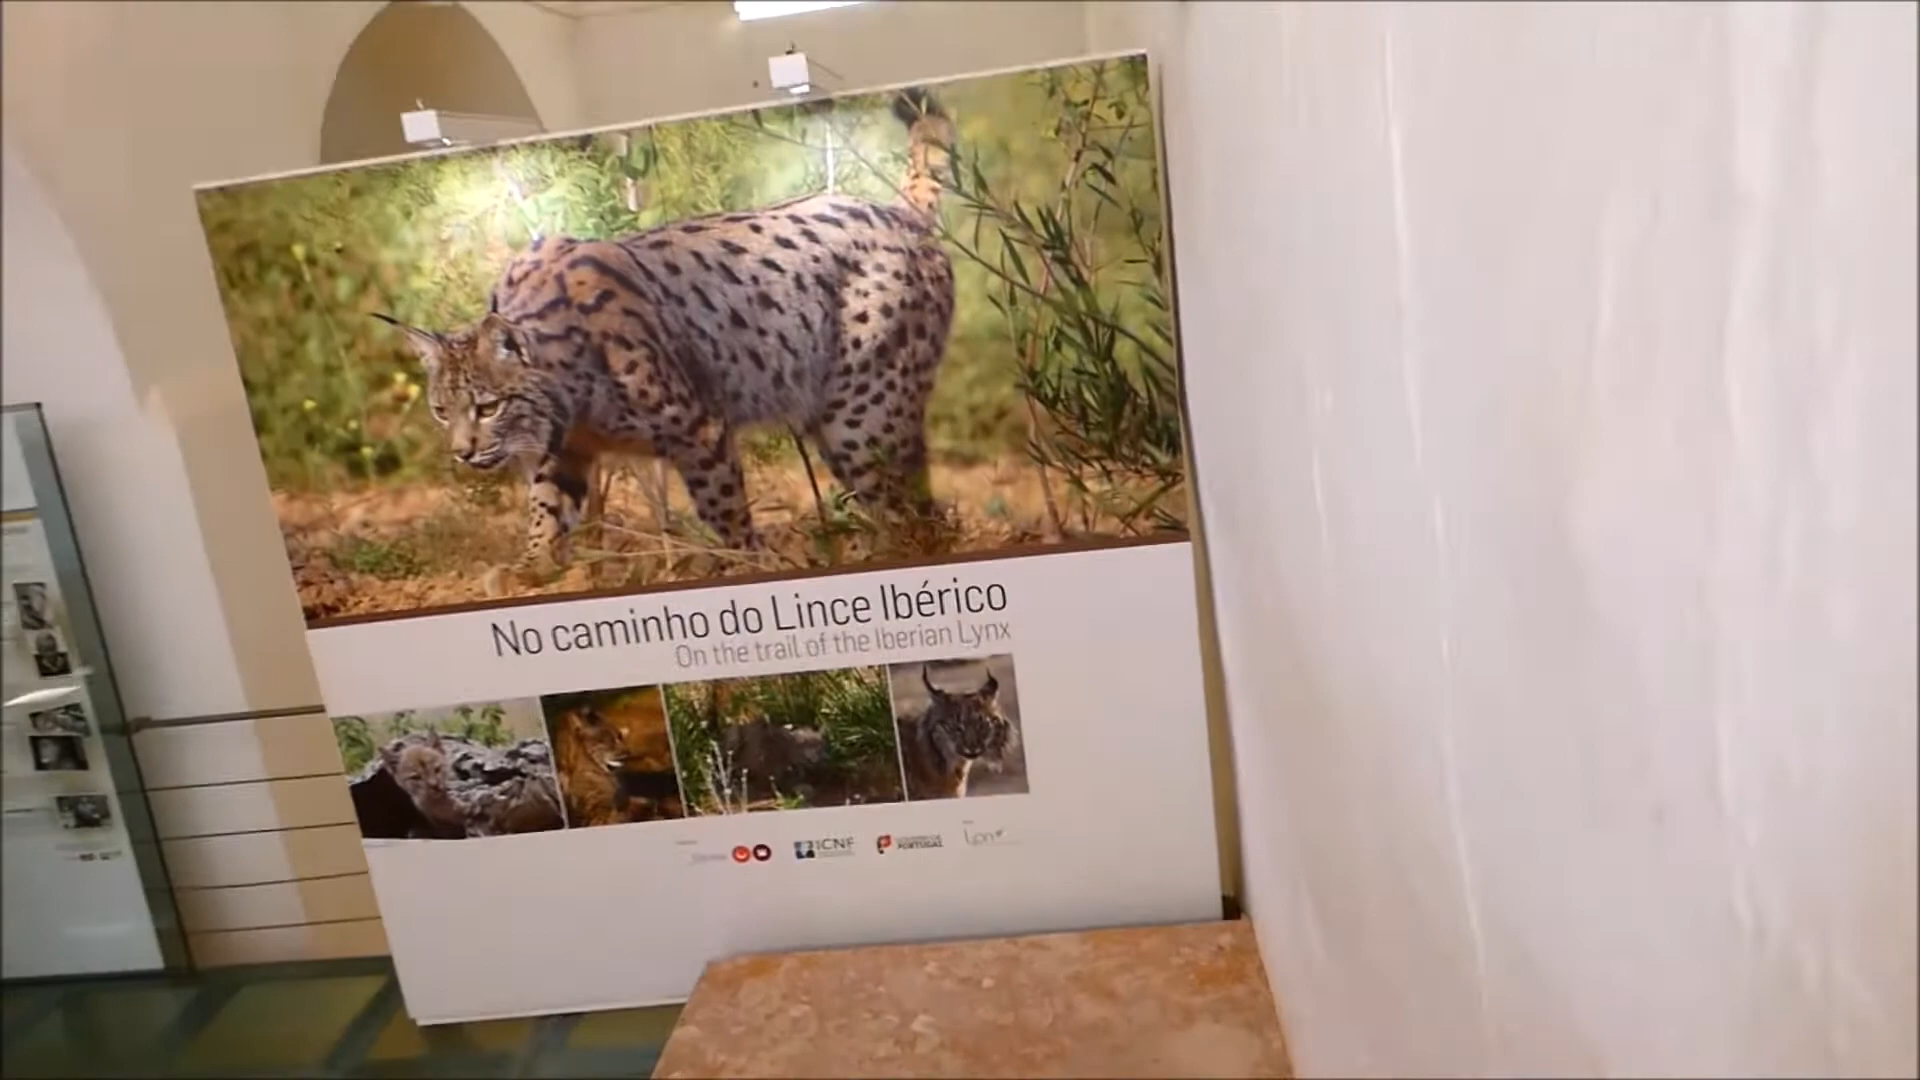 No caminho do Lince Ibérico
On the trail of the Iberian Lynx
ICNF
PORTUGAL
lpn